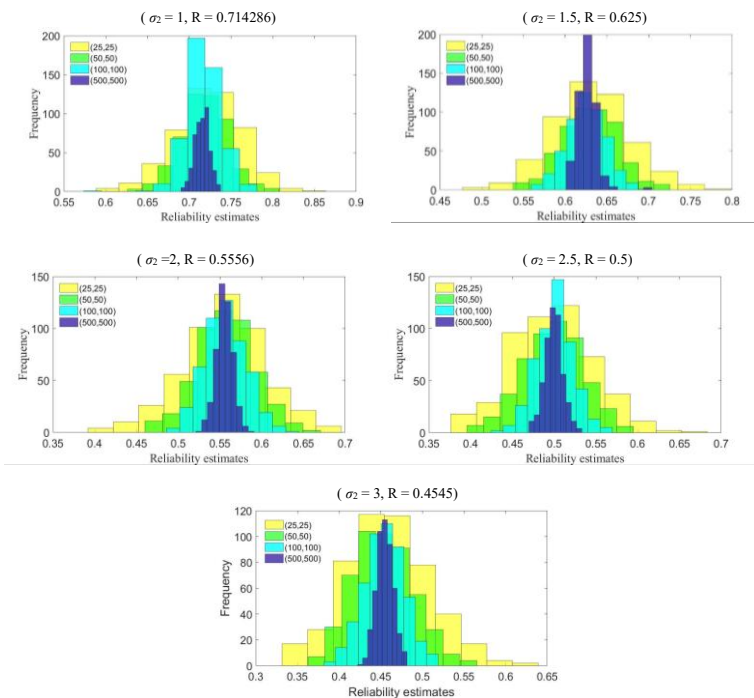 ( σ2 = 1, R = 0.714286)
( σ2 = 1.5, R = 0.625)
200
150
100
50
0
Frequency
(25,25)
(50,50)
(100,100)
(500,500)
0.55 0.6 0.65 0.7 0.75 0.8 0.85 0.9
Reliability estimates
200
150
100
50
0
Frequency
(25,25)
(50,50)
(100,100)
(500,500)
0.45 0.5 0.55 0.6 0.65 0.7 0.75 0.8
Reliability estimates
( σ2 =2, R = 0.5556)
( σ2 = 2.5, R = 0.5)
150
100
50
0
Frequency
(25,25)
(50,50)
(100,100)
(500,500)
0.35 0.4 0.45 0.5 0.55 0.6 0.65 0.7
Reliability estimates
150
100
50
0
Frequency
(25,25)
(50,50)
(100,100)
(500,500)
0.35 0.4 0.45 0.5 0.55 0.6 0.65 0.7
Reliability estimates
( σ2 = 3, R = 0.4545)
120
100
80
60
40
20
0
Frequency
(25,25)
(50,50)
(100,100)
(500,500)
0.3 0.35 0.4 0.45 0.5 0.55 0.6 0.65
Reliability estimates